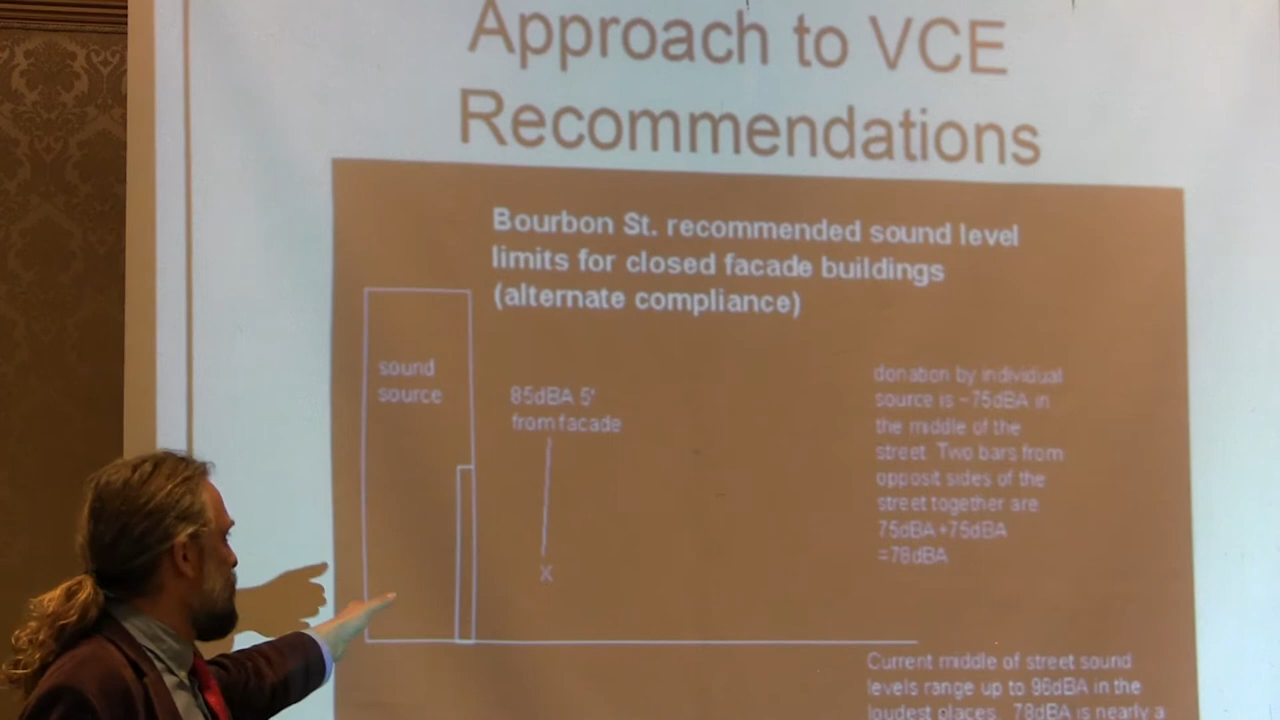 Approach to VCE
Recommendations
Bourbon St. recommended sound level
limits for closed facade buildings
(alternate compliance)
sound
source
85dBA 5'
from facade
X
donation by individual
source is ~75dBA in
the middle of the
street. Two bars from
opposit sides of the
street together are
75dBA+75dBA
=78dBA
Current middle of street sound
levels range up to 96dBA in the
loudest places. 78dBA is nearly a